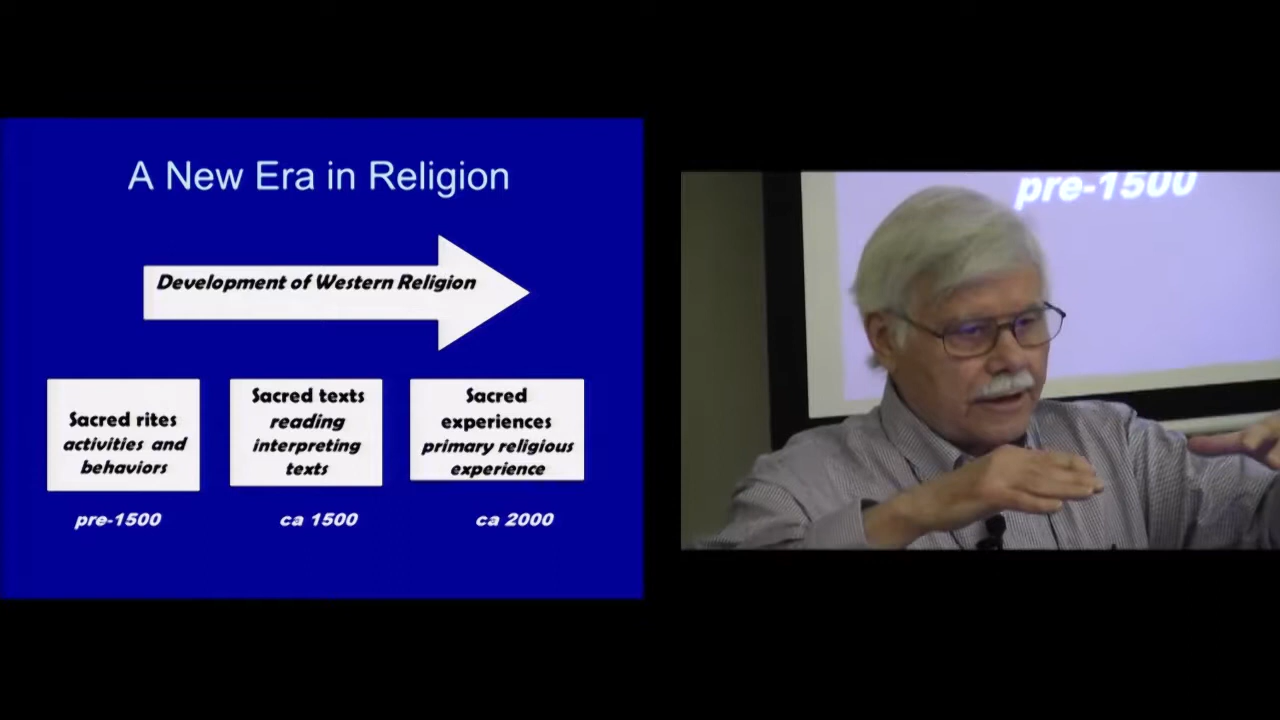 A New Era in Religion
Development of Western Religion
Sacred rites
activities and
behaviors
pre-1500
Sacred texts
reading
interpreting
texts
ca 1500
Sacred
experiences
primary religious
experience
ca 2000
pre-1500